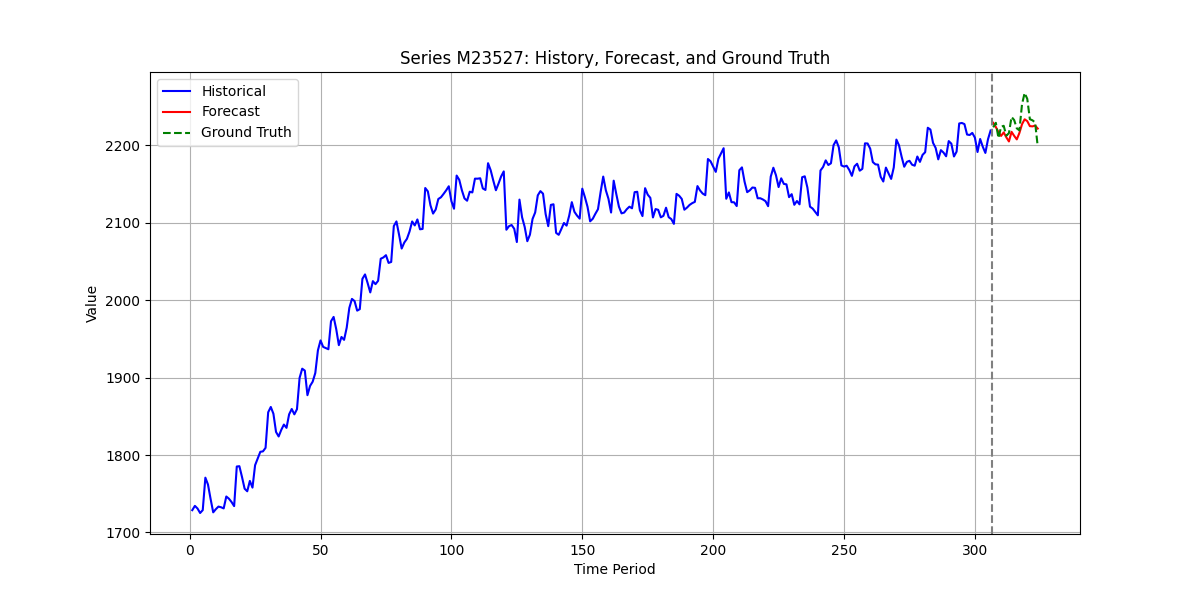 Series M23527: History, Forecast, and Ground Truth
Historical
Forecast
Ground Truth
2200
2100
2000
1900
1800
1700
Value
0 50 100 150 200 250 300
Time Period